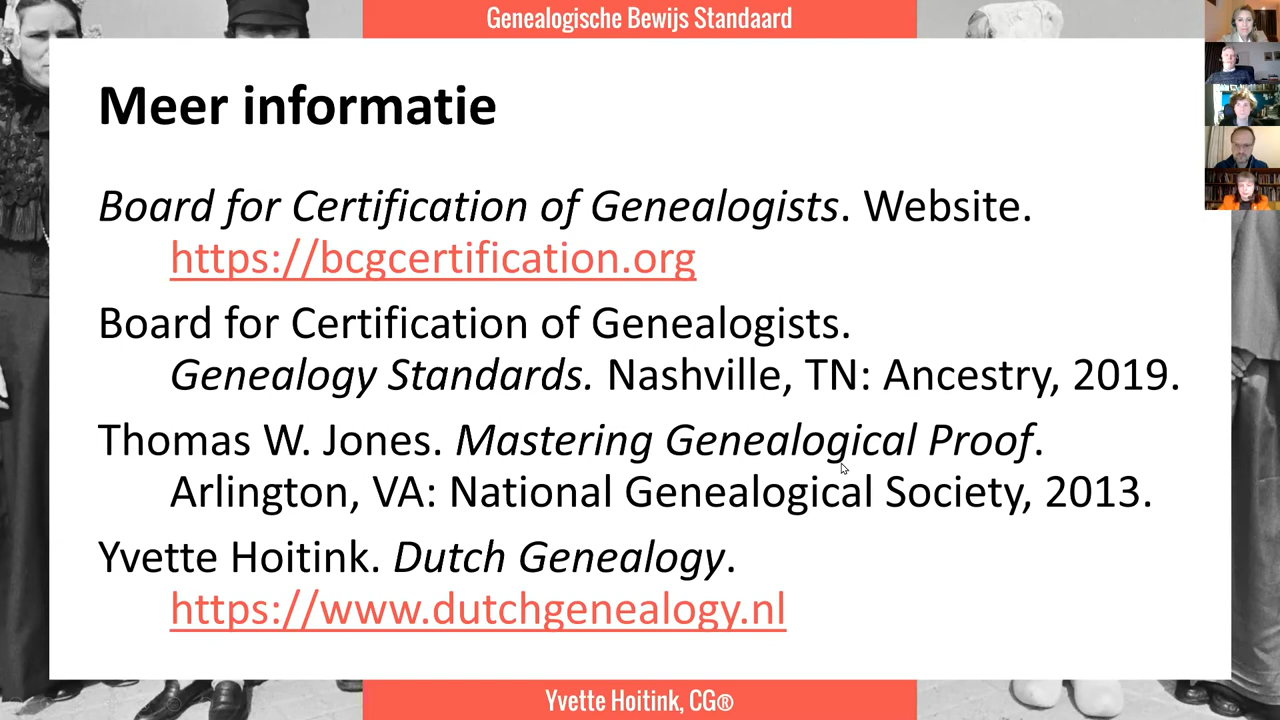 Genealogische Bewijs Standaard
Meer informatie
Board for Certification of Genealogists. Website.
https://bcgcertification.org
Board for Certification of Genealogists.
Genealogy Standards. Nashville, TN: Ancestry, 2019.
Thomas W. Jones. Mastering Genealogical Proof.
Arlington, VA: National Genealogical Society, 2013.
Yvette Hoitink. Dutch Genealogy.
https://www.dutchgenealogy.nl
Yvette Hoitink, CG®